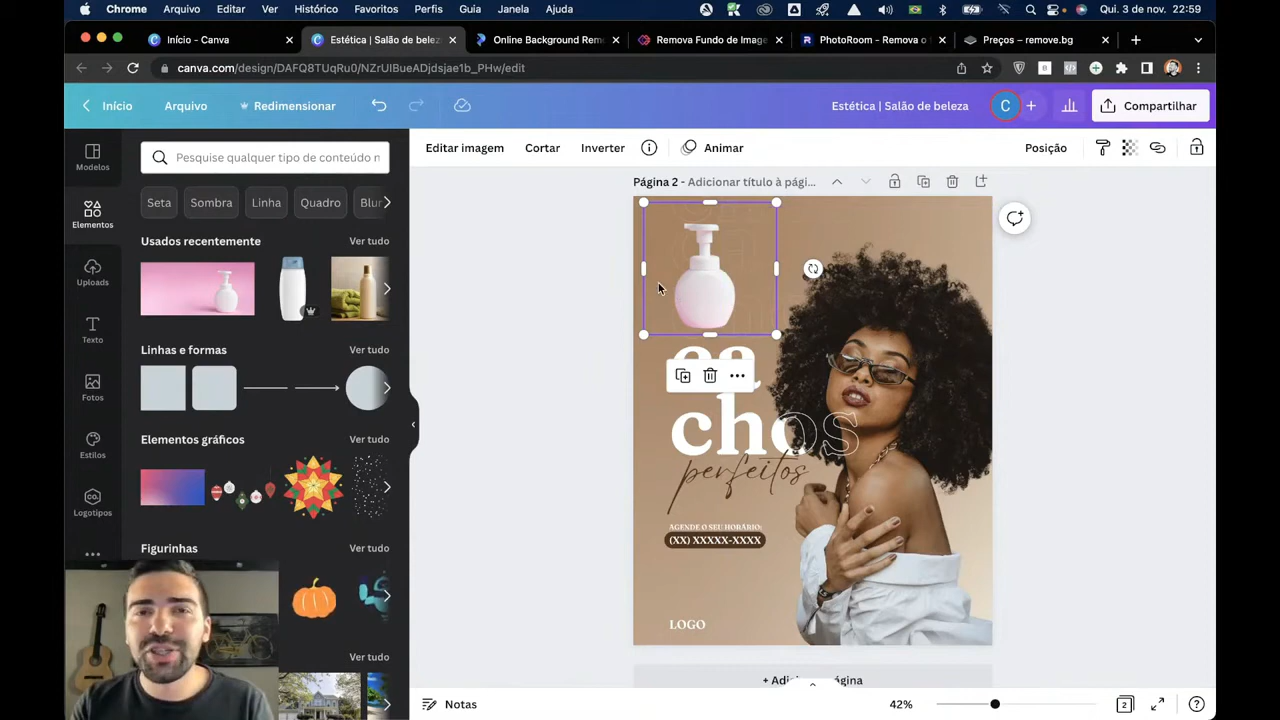 Chrome Arquivo Editar Ver Histórico Favoritos Perfis Guia Janela Ajuda Qui. 3 de nov. 22:59
Início - Canva
Estética | Salão de belez
Online Background Rem
Remova Fundo de Image
PhotoRoom - Remova o
Preços – remove.bg
canva.com/design/DAFQ8TUqRu0/NZrUIBueADjdsjae1b_PHw/edit
Início Arquivo Redimensionar Estética | Salão de beleza C Compartilhar
Modelos
Elementos
Uploads
Texto
Fotos
Estilos
CO.
Logotipos
Pesquise qualquer tipo de conteúdo n
Seta Sombra Linha Quadro Blur
Usados recentemente Ver tudo
Linhas e formas Ver tudo
Elementos gráficos Ver tudo
Figurinhas Ver tudo
Ver tudo
Editar imagem Cortar Inverter Animar Posição
Página 2 - Adicionar título à pági...
chos
perfeitos
AGENDE O SEU HORÁRIO:
(XX) XXXXX-XXXX
LOGO
Notas 42% 2